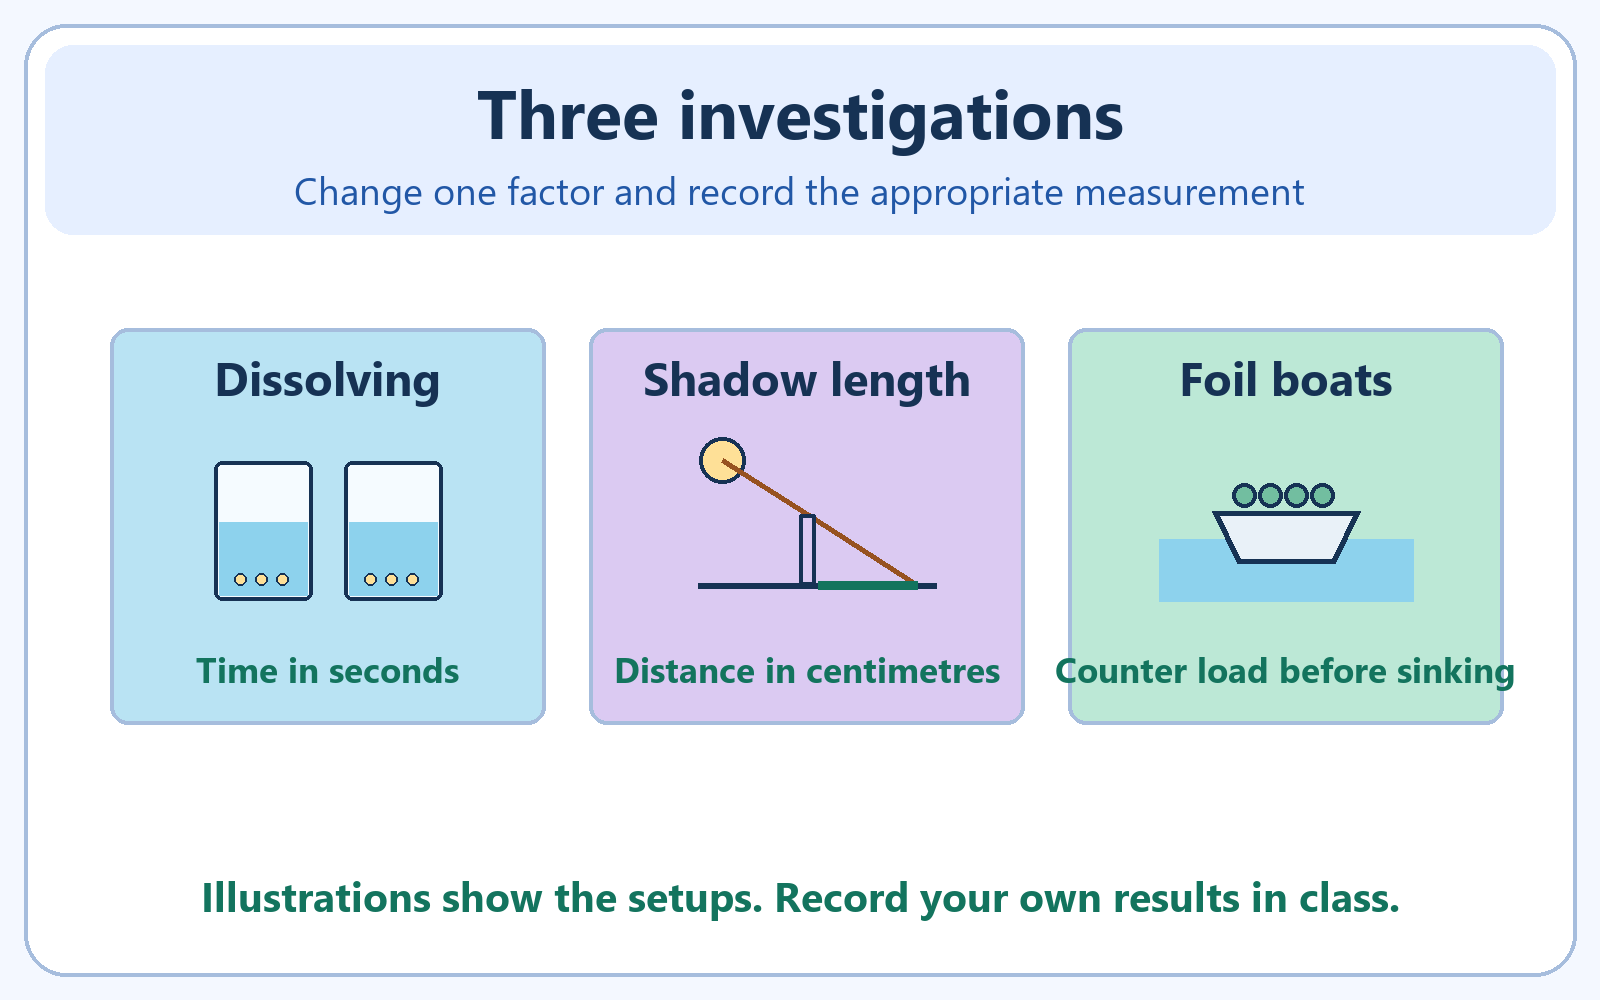 Three investigations
Change one factor and record the appropriate measurement
Dissolving
Time in seconds
Shadow length
Distance in centimetres
Foil boats
Counter load before sinking
Illustrations show the setups. Record your own results in class.